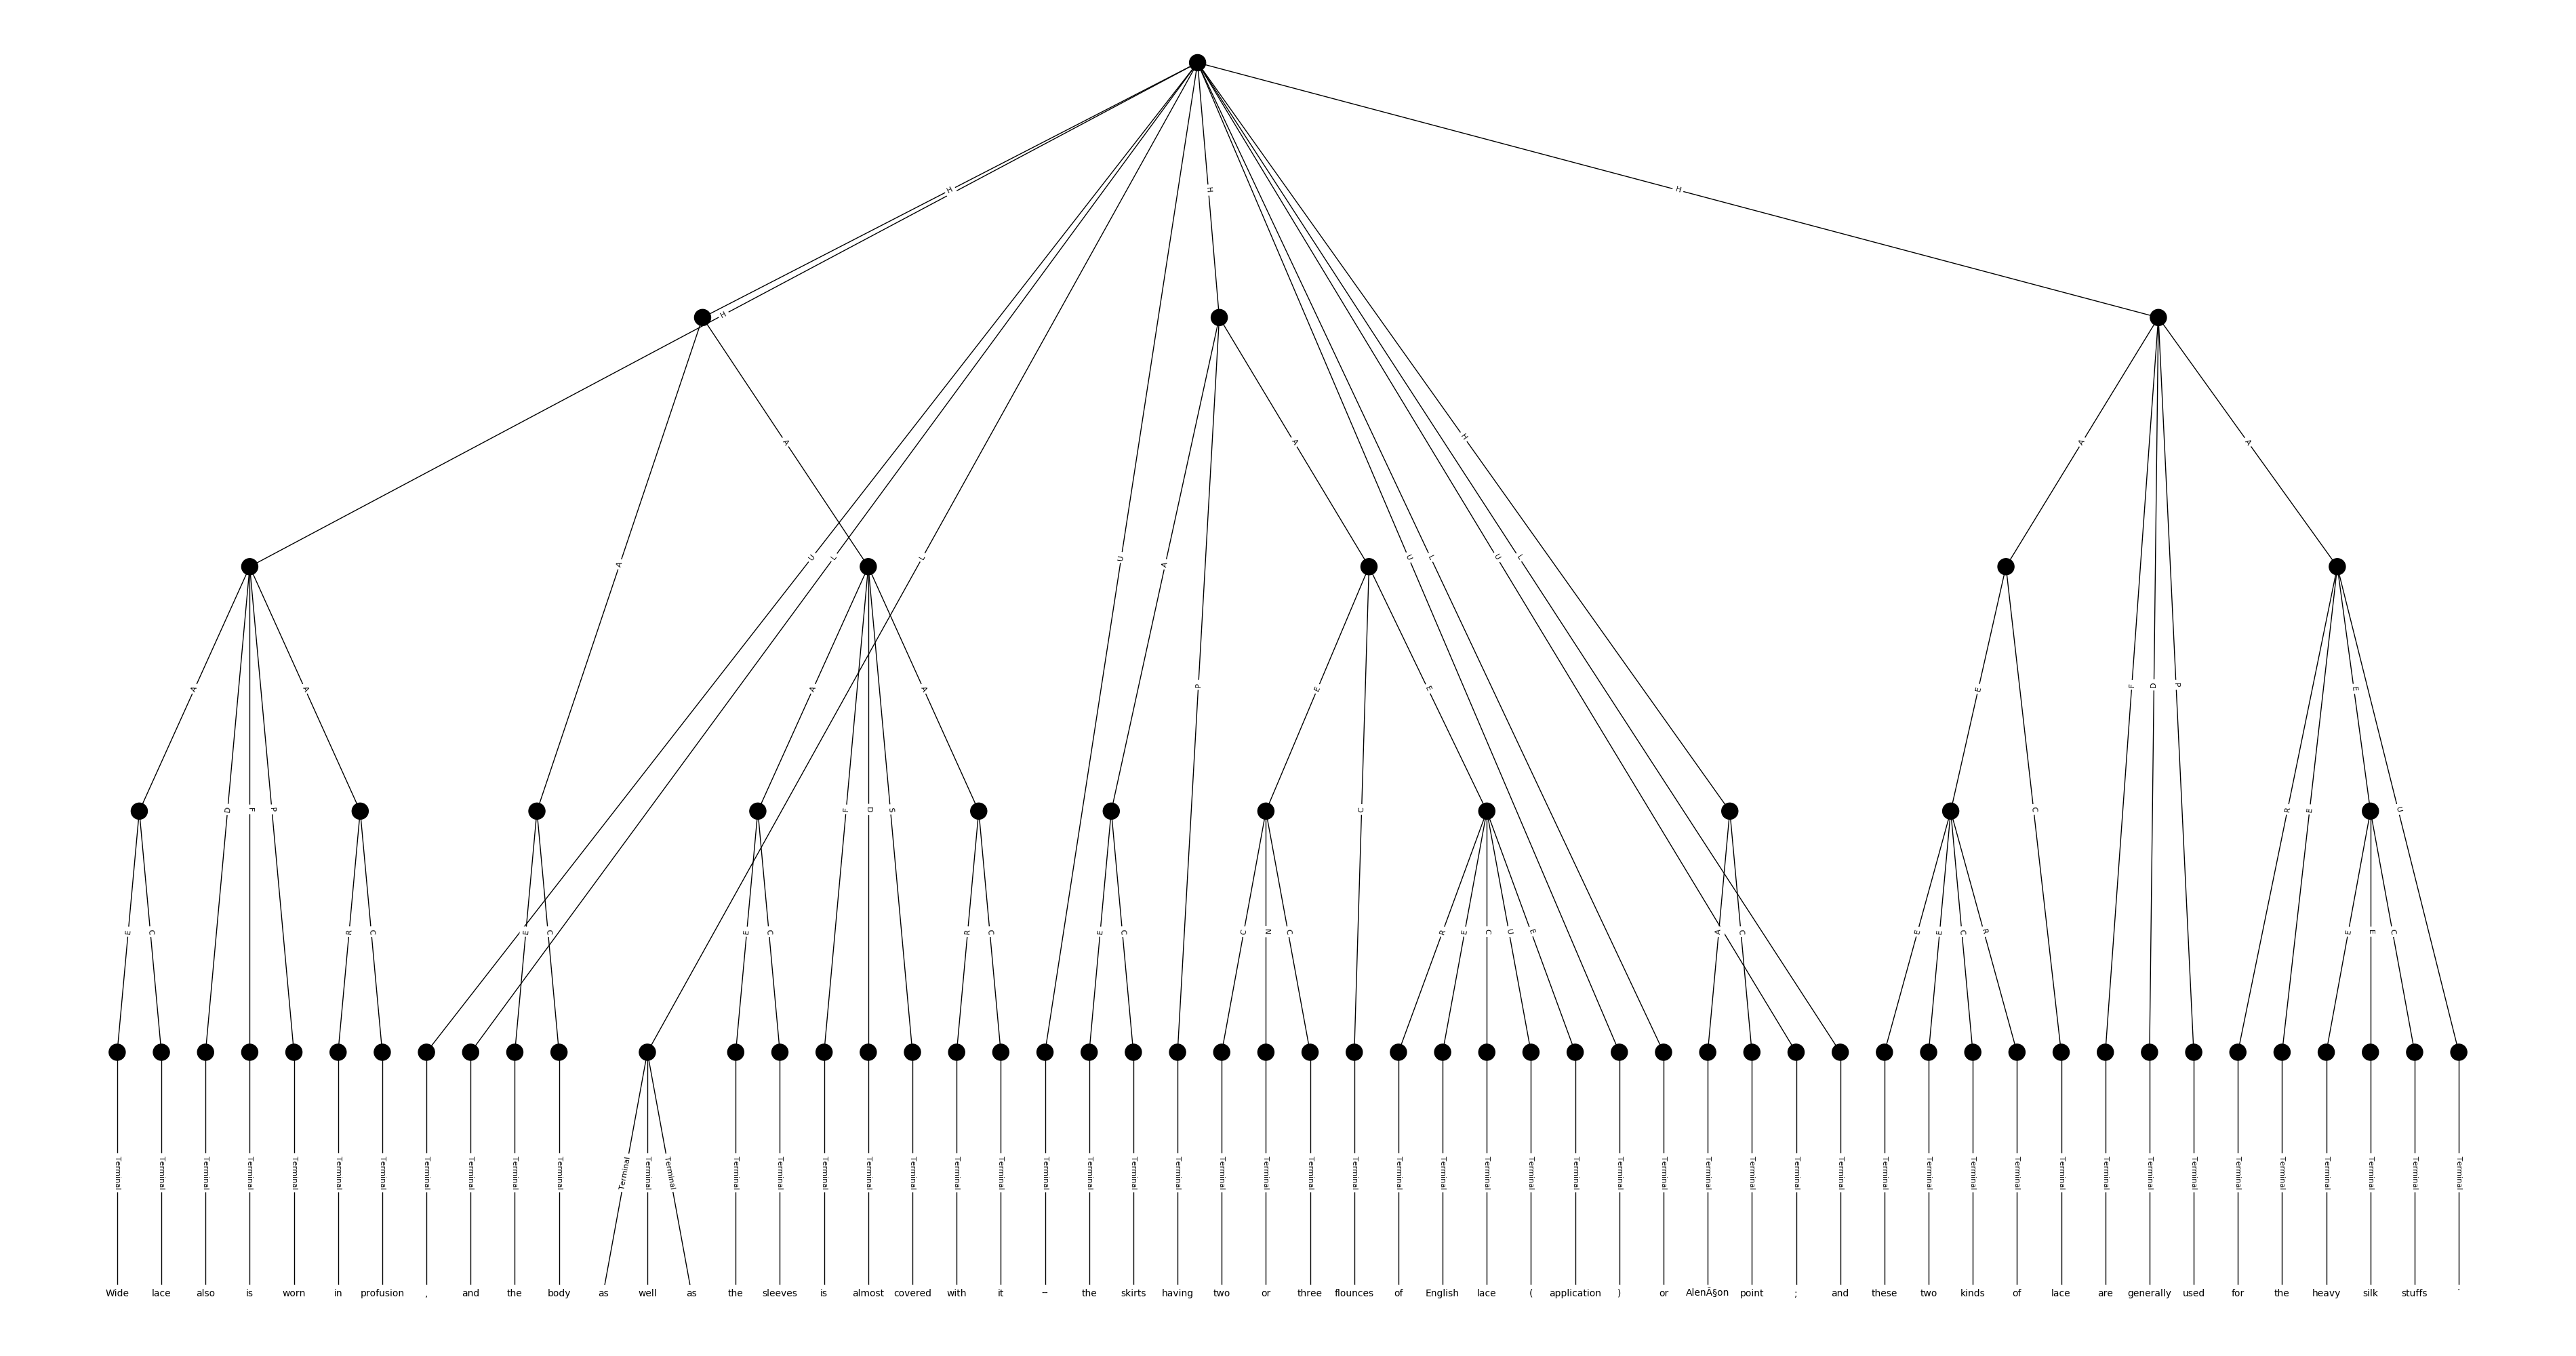 H
H H
H
A A A H A
U L L U A U L U L
A A A A E E E E
P F D P
D F P F D S C C R E U
E C R C E C E C R C E C C N C R E C U E A C E E C R E E C
Terminal Terminal Terminal Terminal Terminal Terminal Terminal Terminal Terminal Terminal Terminal Terminal Terminal Terminal Terminal Terminal Terminal Terminal Terminal Terminal Terminal Terminal Terminal Terminal Terminal Terminal Terminal Terminal Terminal Terminal Terminal Terminal Terminal Terminal Terminal Terminal Terminal Terminal Terminal Terminal Terminal Terminal Terminal Terminal Terminal Terminal Terminal Terminal Terminal Terminal Terminal Terminal Terminal Terminal
Wide lace also is worn in profusion , and the body as well as the sleeves is almost covered with it -- the skirts having two or three flounces of English lace ( application ) or AlenÃ§on point ; and these two kinds of lace are generally used for the heavy silk stuffs .